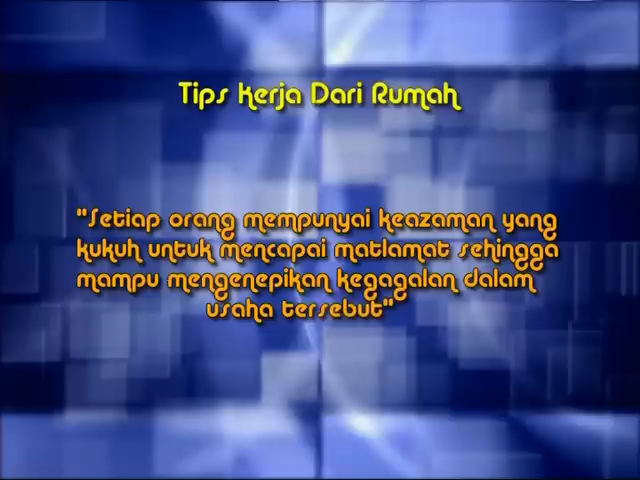 Tips Kerja Dari Rumah
"Setiap orang mempunyai keazaman yang
kukuh untuk mencapai matlamat sehingga
mampu mengenepikan kegagalan dalam
usaha tersebut"